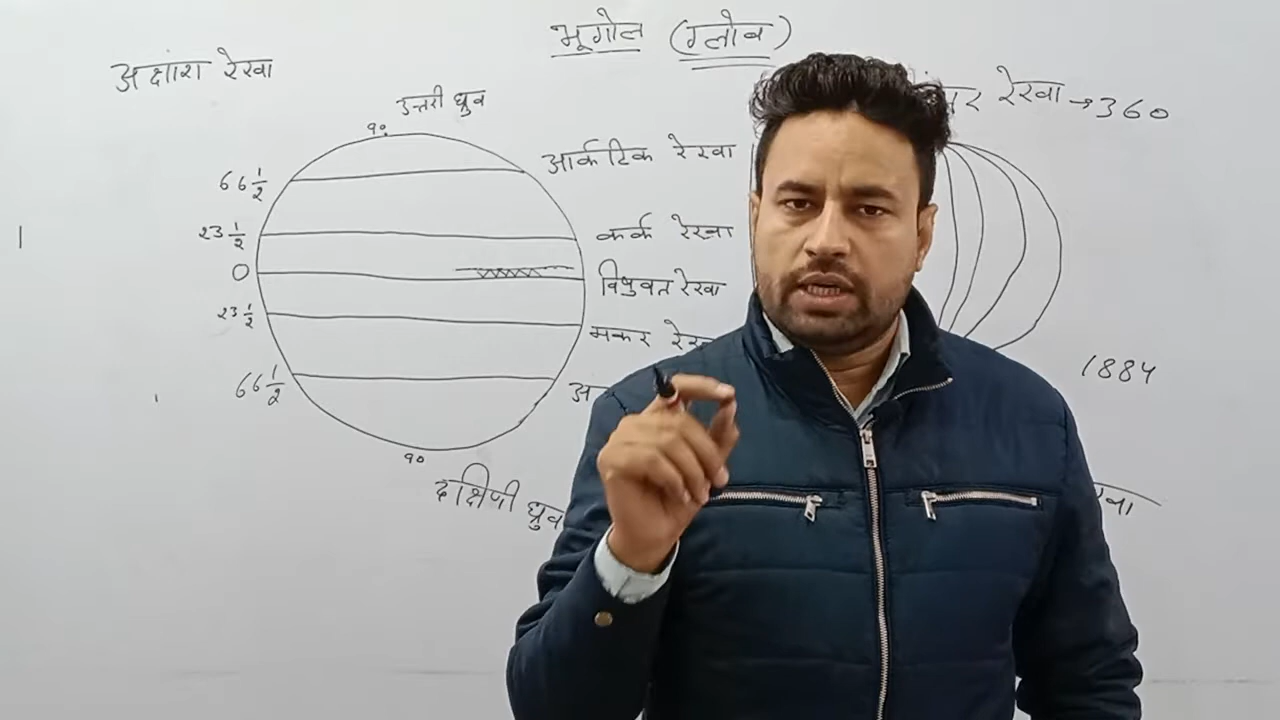 भूगोल (ग्लोव)
अक्षांश रेखा
रेखा → 360
उत्तरी ध्रुव
90
आर्कटिक रेखा
66 1/2
23 1/2
कर्क रेखा
0
विषुवत रेखा
23 1/2
मकर
66 1/2
1884
90
दक्षिणी ध्रुव